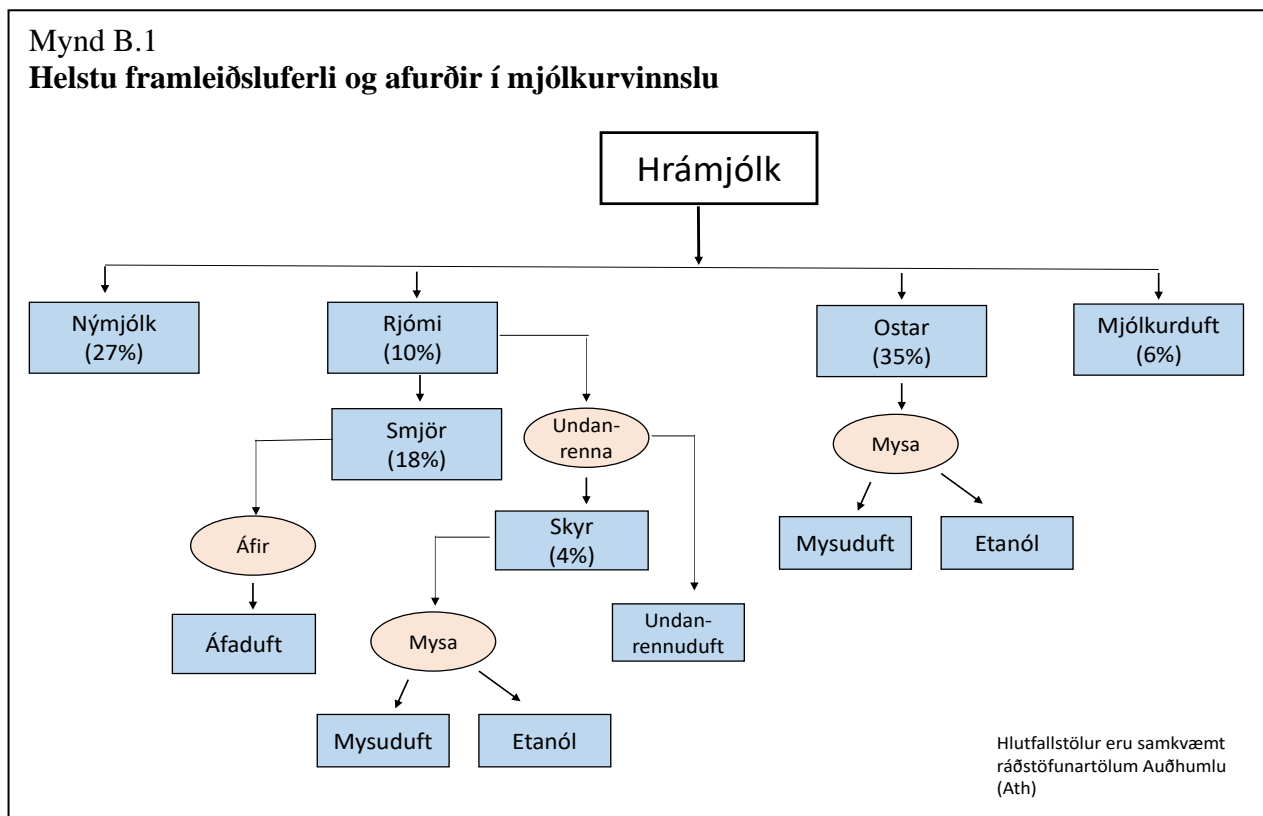 Mynd B.1
Helstu framleiðsluferli og afurðir í mjólkurvinnslu
Hrámjólk
Nýmjólk
(27%)
Rjómi
(10%)
Ostar
(35%)
Mjólkurduft
(6%)
Smjör
(18%)
Undan-
renna
Mysa
Áfir
Skyr
(4%)
Mysuduft
Etanól
Áfaduft
Mysa
Undan-
rennuduft
Mysuduft
Etanól
Hlutfallstölur eru samkvæmt
ráðstöfunartölum Auðhumlu
(Ath)